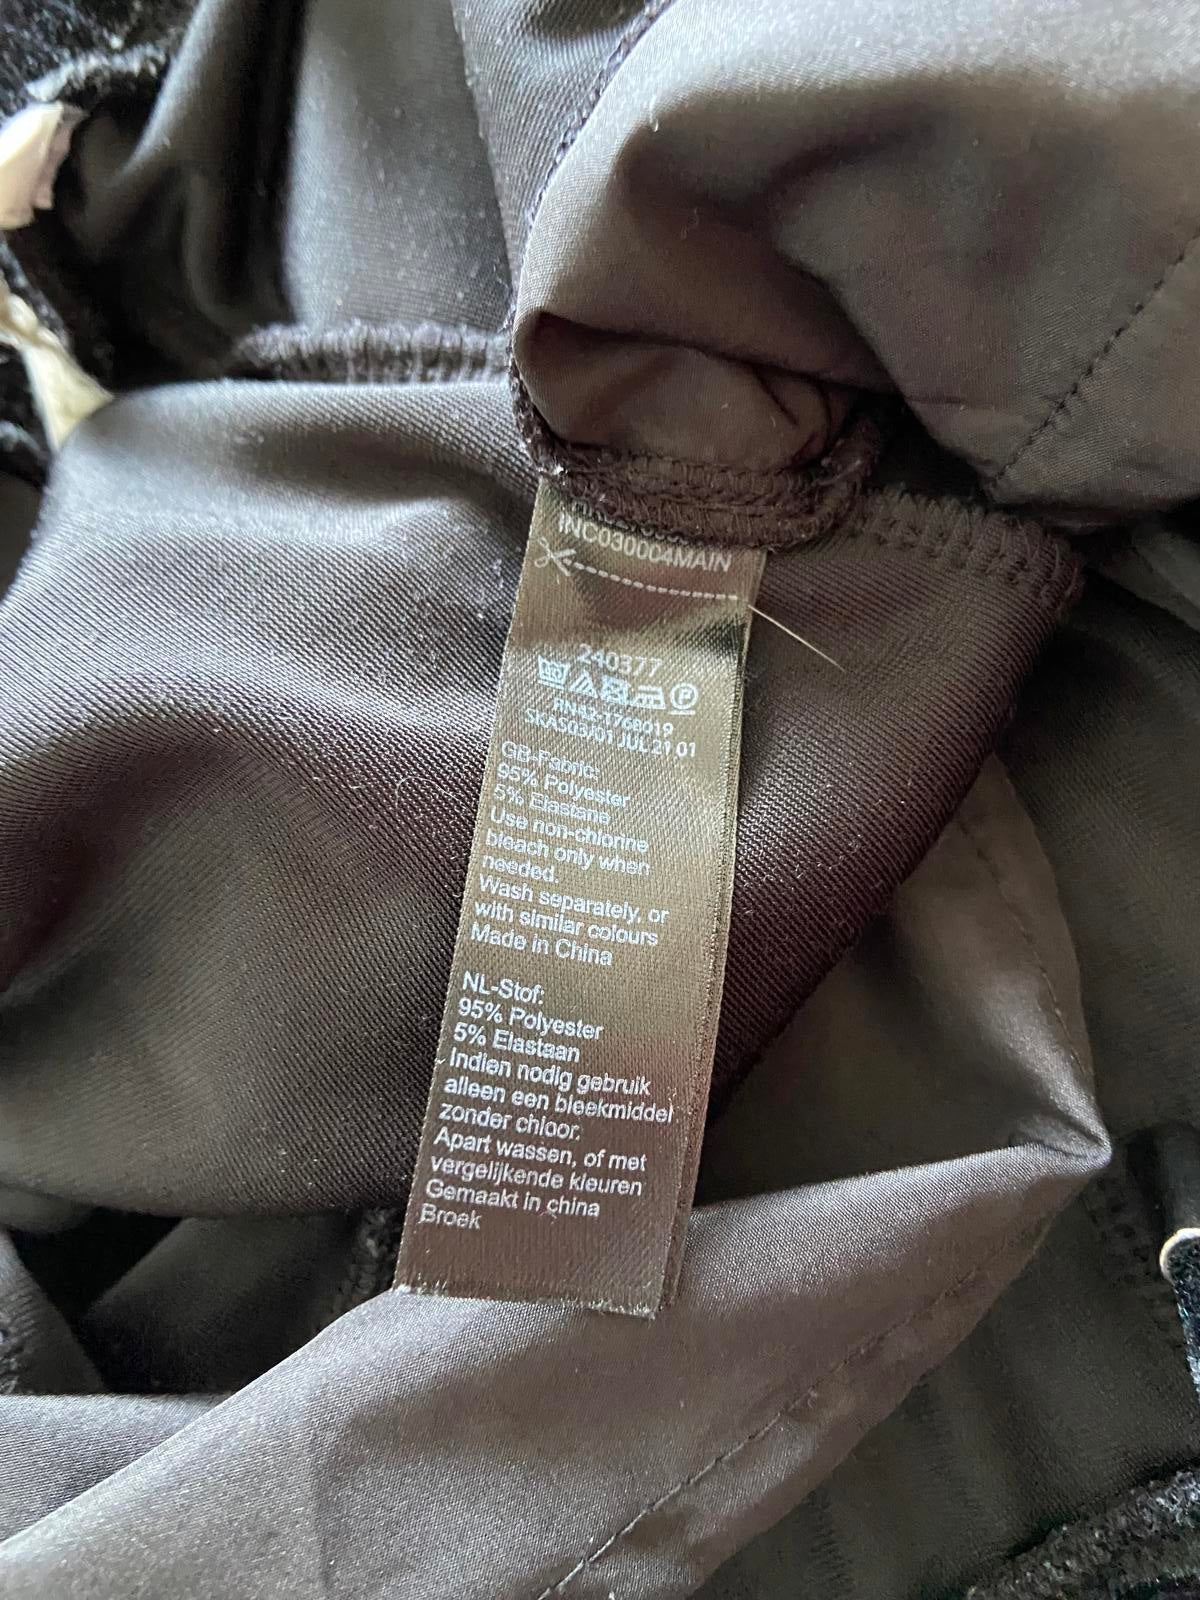 INC030004MAIN
240377
P
RN82-1768019
SKAS03/01 JUL 21 01
GB-Fabric:
95% Polyester
5% Elastane
Use non-chlorine
bleach only when
needed.
Wash separately, or
with similar colours
Made in China
NL-Stof:
95% Polyester
5% Elastaan
Indien nodig gebruik
alleen een bleekmiddel
zonder chloor.
Apart wassen, of met
vergelijkende kleuren
Gemaakt in china
Broek